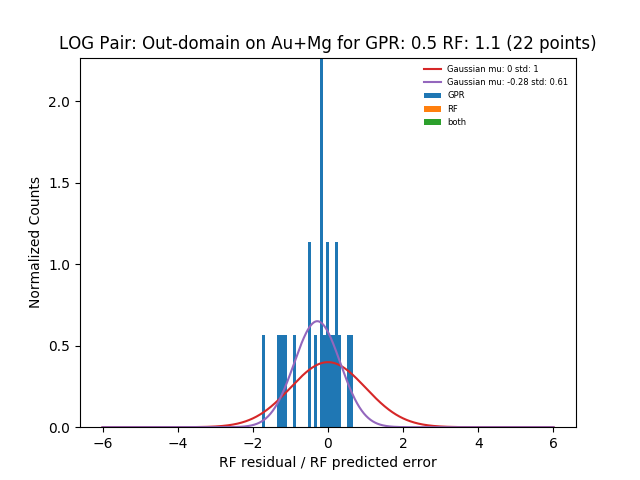 LOG Pair: Out-domain on Au+Mg for GPR: 0.5 RF: 1.1 (22 points)
Gaussian mu: 0 std: 1
Gaussian mu: -0.28 std: 0.61
GPR
RF
both
Normalized Counts
2.0
1.5
1.0
0.5
0.0
−6
−4
−2
0
2
4
6
RF residual / RF predicted error